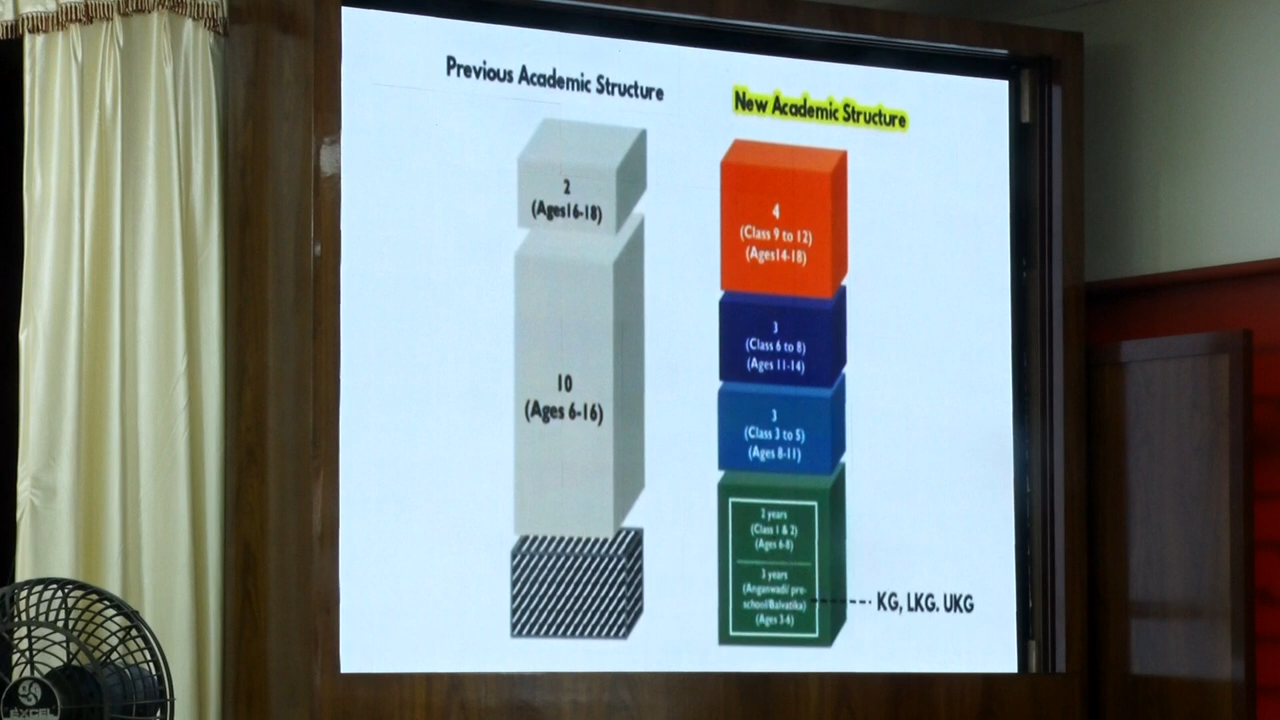 Previous Academic Structure
2
(Ages16-18)
10
(Ages 6-16)
New Academic Structure
4
(Class 9 to 12)
(Ages14-18)
3
(Class 6 to 8)
(Ages 11-14)
3
(Class 3 to 5)
(Ages 8-11)
2 years
(Class 1 & 2)
(Ages 6-8)
3 years
(Anganwadi/ pre-
school/Balvatika)
(Ages 3-6)
KG, LKG. UKG
EXCEL